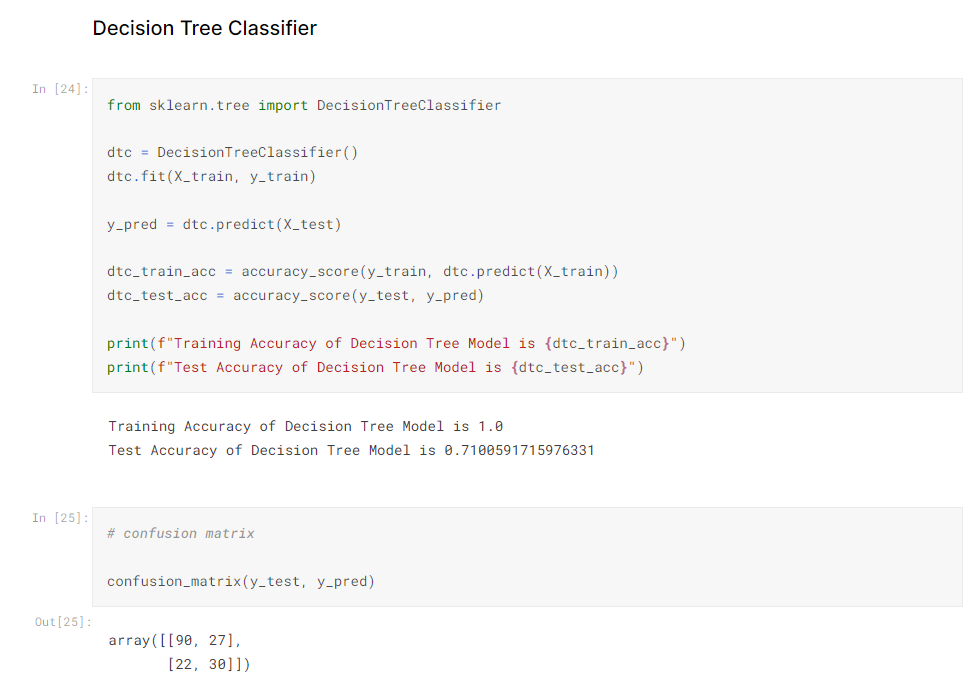 Decision Tree Classifier
In [24]:
from sklearn.tree import DecisionTreeClassifier
dtc = DecisionTreeClassifier()
dtc.fit(X_train, y_train)
y_pred = dtc.predict(X_test)
dtc_train_acc = accuracy_score(y_train, dtc.predict(X_train))
dtc_test_acc = accuracy_score(y_test, y_pred)
print(f"Training Accuracy of Decision Tree Model is {dtc_train_acc}")
print(f"Test Accuracy of Decision Tree Model is {dtc_test_acc}")
Training Accuracy of Decision Tree Model is 1.0
Test Accuracy of Decision Tree Model is 0.7100591715976331
In [25]:
# confusion matrix
confusion_matrix(y_test, y_pred)
Out[25]:
array([[90, 27],
       [22, 30]])